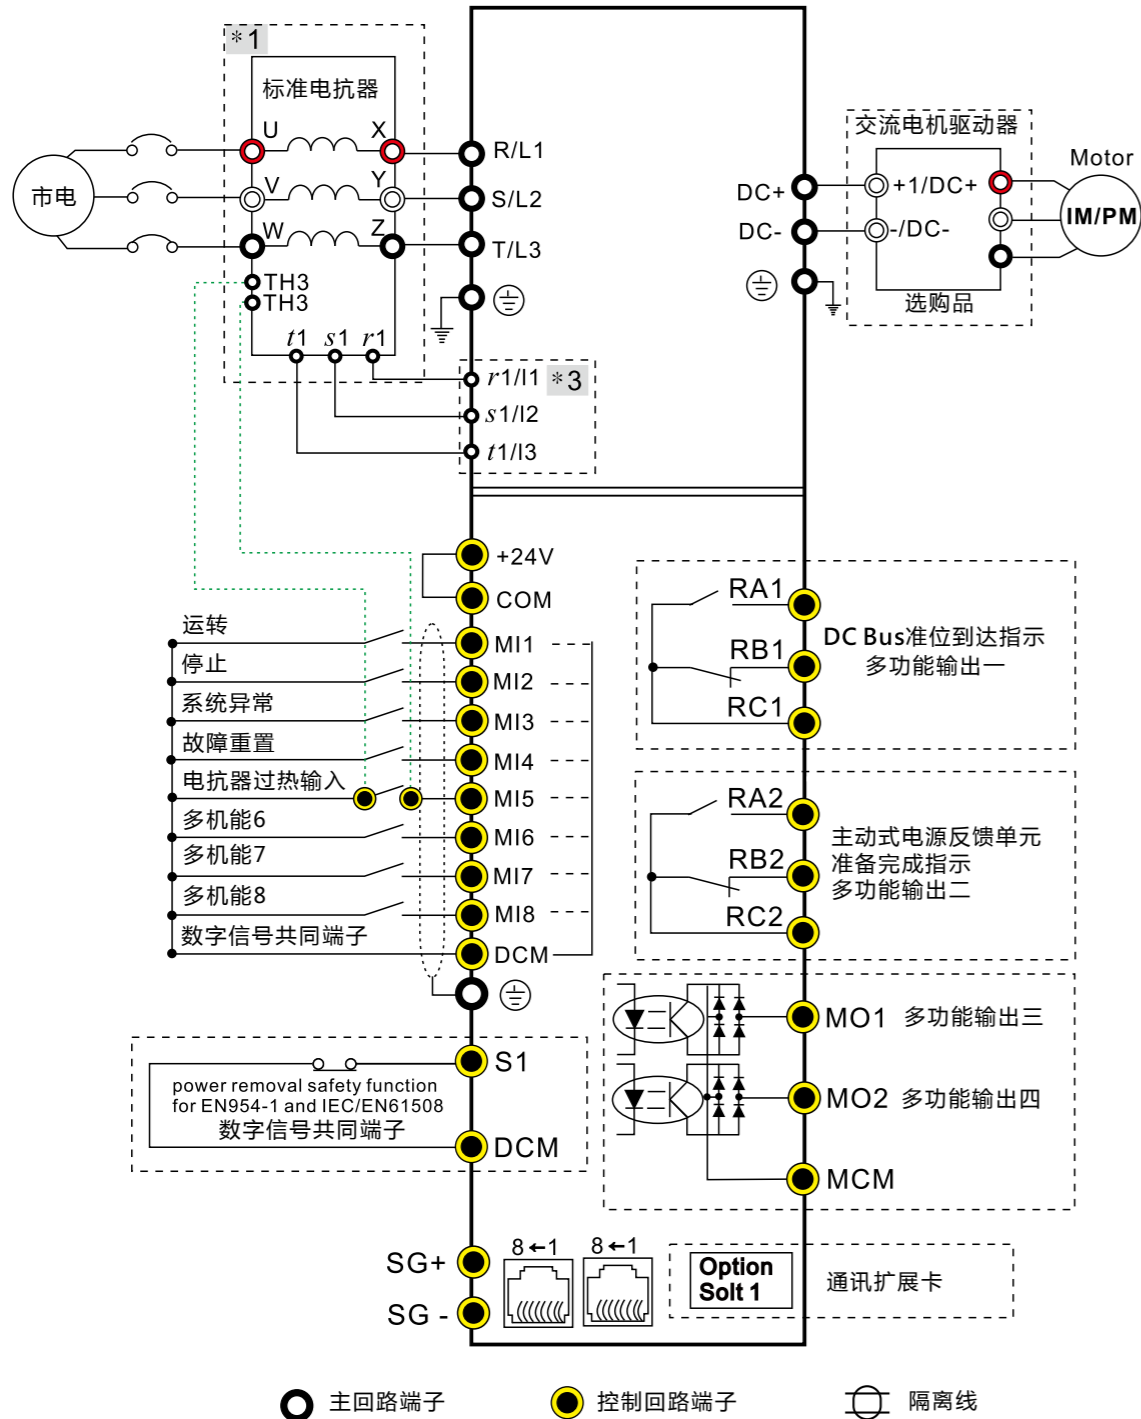 *1
标准电抗器
U X
V Y
W Z
市电
TH3
TH3
t1 s1 r1
R/L1
S/L2
T/L3
r1/I1 *3
s1/I2
t1/I3
DC+
DC-
交流电机驱动器
+1/DC+
-/DC-
选购品
Motor
IM/PM
+24V
COM
运转
MI1
停止
MI2
系统异常
MI3
故障重置
MI4
电抗器过热输入
MI5
多机能6
MI6
多机能7
MI7
多机能8
MI8
数字信号共同端子
DCM
RA1
RB1
RC1
DC Bus准位到达指示
多功能输出一
RA2
RB2
RC2
主动式电源反馈单元
准备完成指示
多功能输出二
MO1 多功能输出三
MO2 多功能输出四
MCM
S1
power removal safety function
for EN954-1 and IEC/EN61508
数字信号共同端子
DCM
SG+
SG -
8←1 8←1
Option
Solt 1
通讯扩展卡
主回路端子 控制回路端子 隔离线